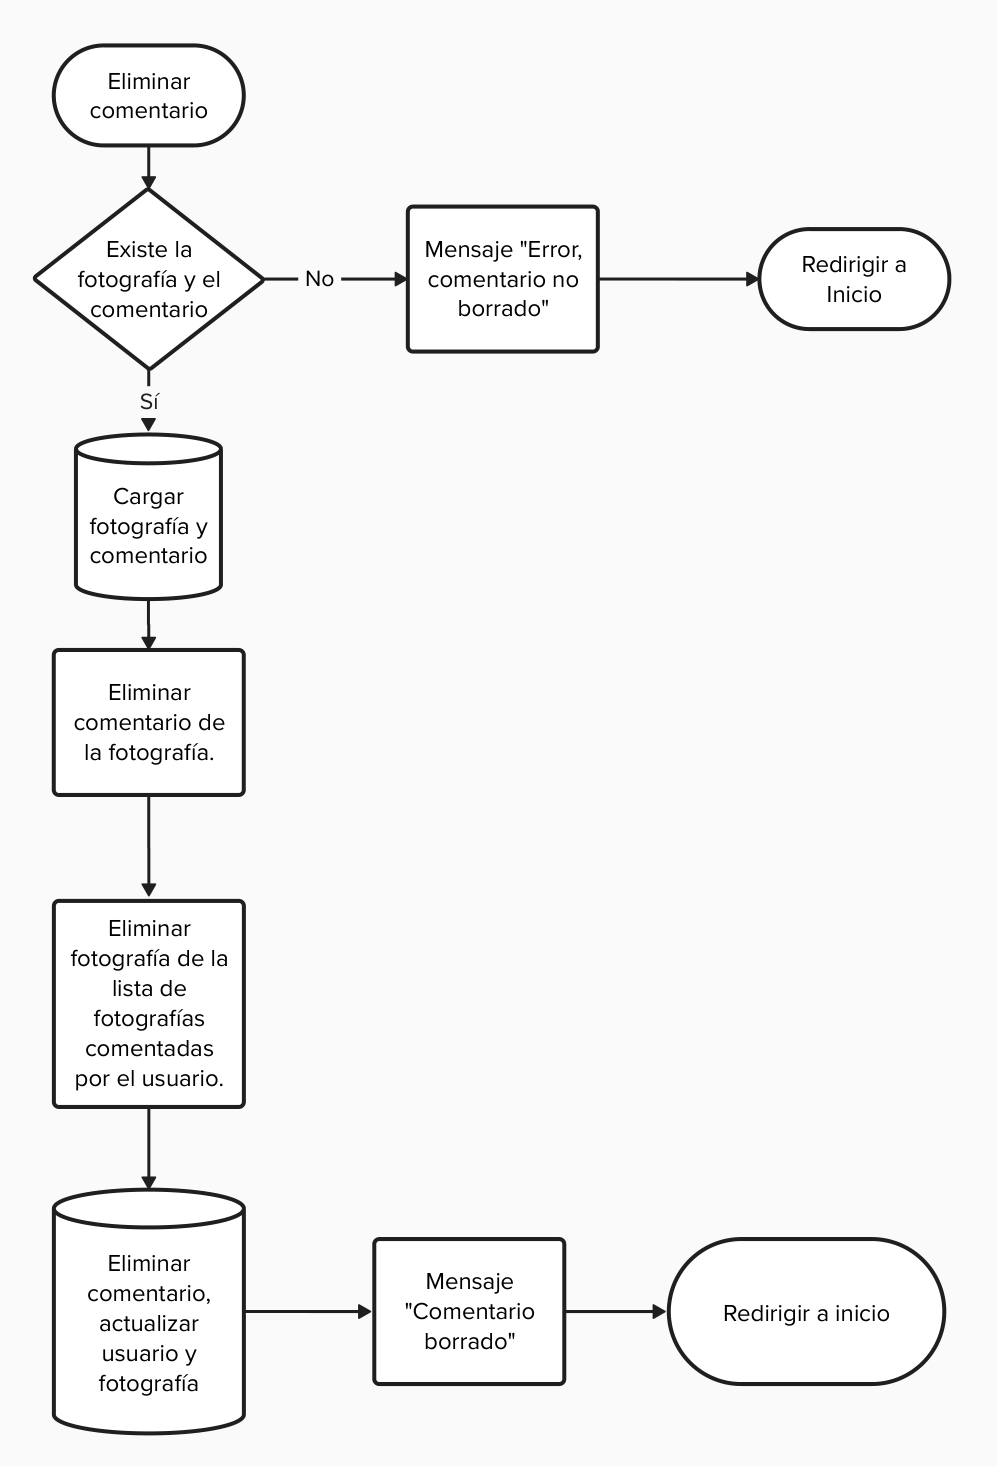 Eliminar
comentario
Existe la
fotografía y el
comentario
No
Mensaje "Error,
comentario no
borrado"
Redirigir a
Inicio
Sí
Cargar
fotografía y
comentario
Eliminar
comentario de
la fotografía.
Eliminar
fotografía de la
lista de
fotografías
comentadas
por el usuario.
Eliminar
comentario,
actualizar
usuario y
fotografía
Mensaje
"Comentario
borrado"
Redirigir a inicio